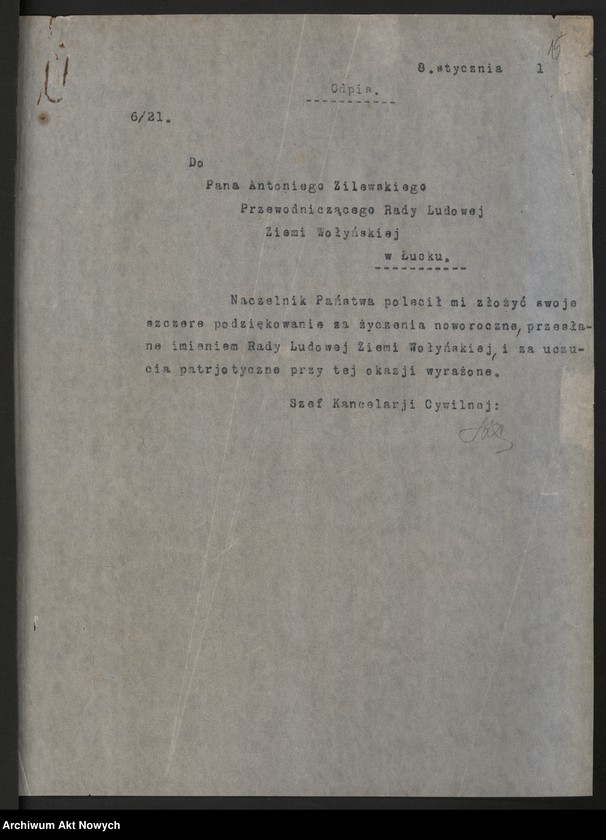 15
8.stycznia 1
Odpis.
6/21.
Do
Pana Antoniego Zilewskiego
Przewodniczącego Rady Ludowej
Ziemi Wołyńskiej
w Łucku.
Naczelnik Państwa polecił mi złożyć swoje
szczere podziękowanie za życzenia noworoczne, przesła-
ne imieniem Rady Ludowej Ziemi Wołyńskiej, i za uczu-
cia patrjotyczne przy tej okazji wyrażone.
Szef Kancelarji Cywilnej:
Archiwum Akt Nowych